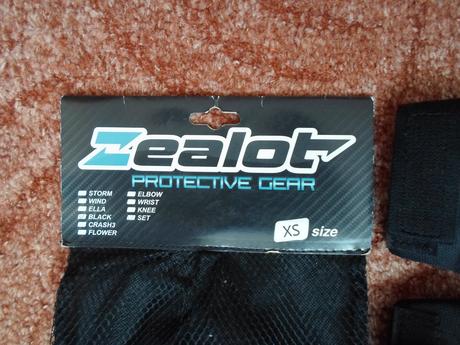 Zealot
PROTECTIVE GEAR
STORM
WIND
ELLA
BLACK
CRASH3
FLOWER
ELBOW
WRIST
KNEE
SET
XS size